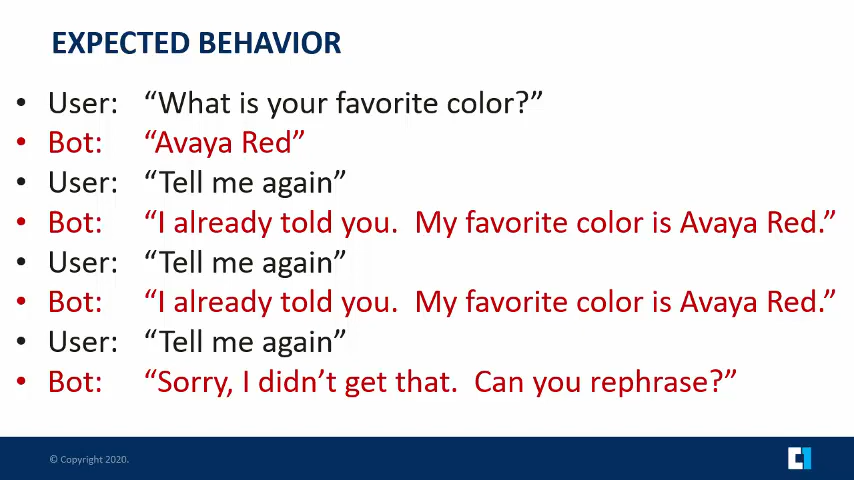 EXPECTED BEHAVIOR
• User: “What is your favorite color?”
• Bot: “Avaya Red”
• User: “Tell me again”
• Bot: “I already told you.  My favorite color is Avaya Red.”
• User: “Tell me again”
• Bot: “I already told you.  My favorite color is Avaya Red.”
• User: “Tell me again”
• Bot: “Sorry, I didn’t get that.  Can you rephrase?”
© Copyright 2020.